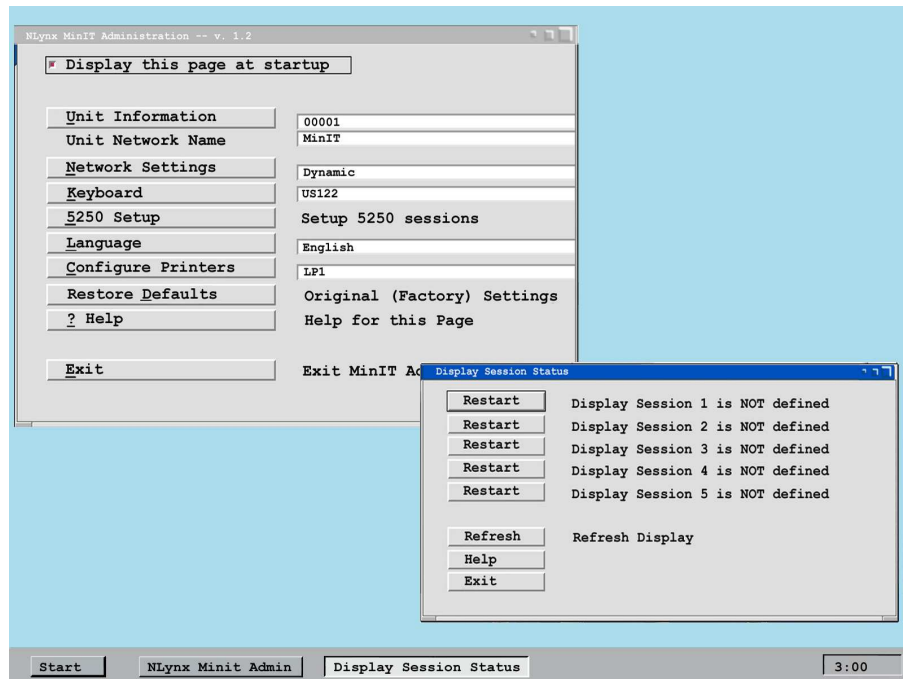 NLynx MinIT Administration -- v. 1.2
Display this page at startup
Unit Information 00001
Unit Network Name MinIT
Network Settings Dynamic
Keyboard US122
5250 Setup Setup 5250 sessions
Language English
Configure Printers LP1
Restore Defaults Original (Factory) Settings
? Help Help for this Page
Exit Exit MinIT
Display Session Status
Restart Display Session 1 is NOT defined
Restart Display Session 2 is NOT defined
Restart Display Session 3 is NOT defined
Restart Display Session 4 is NOT defined
Restart Display Session 5 is NOT defined
Refresh Refresh Display
Help
Exit
Start NLynx Minit Admin Display Session Status 3:00